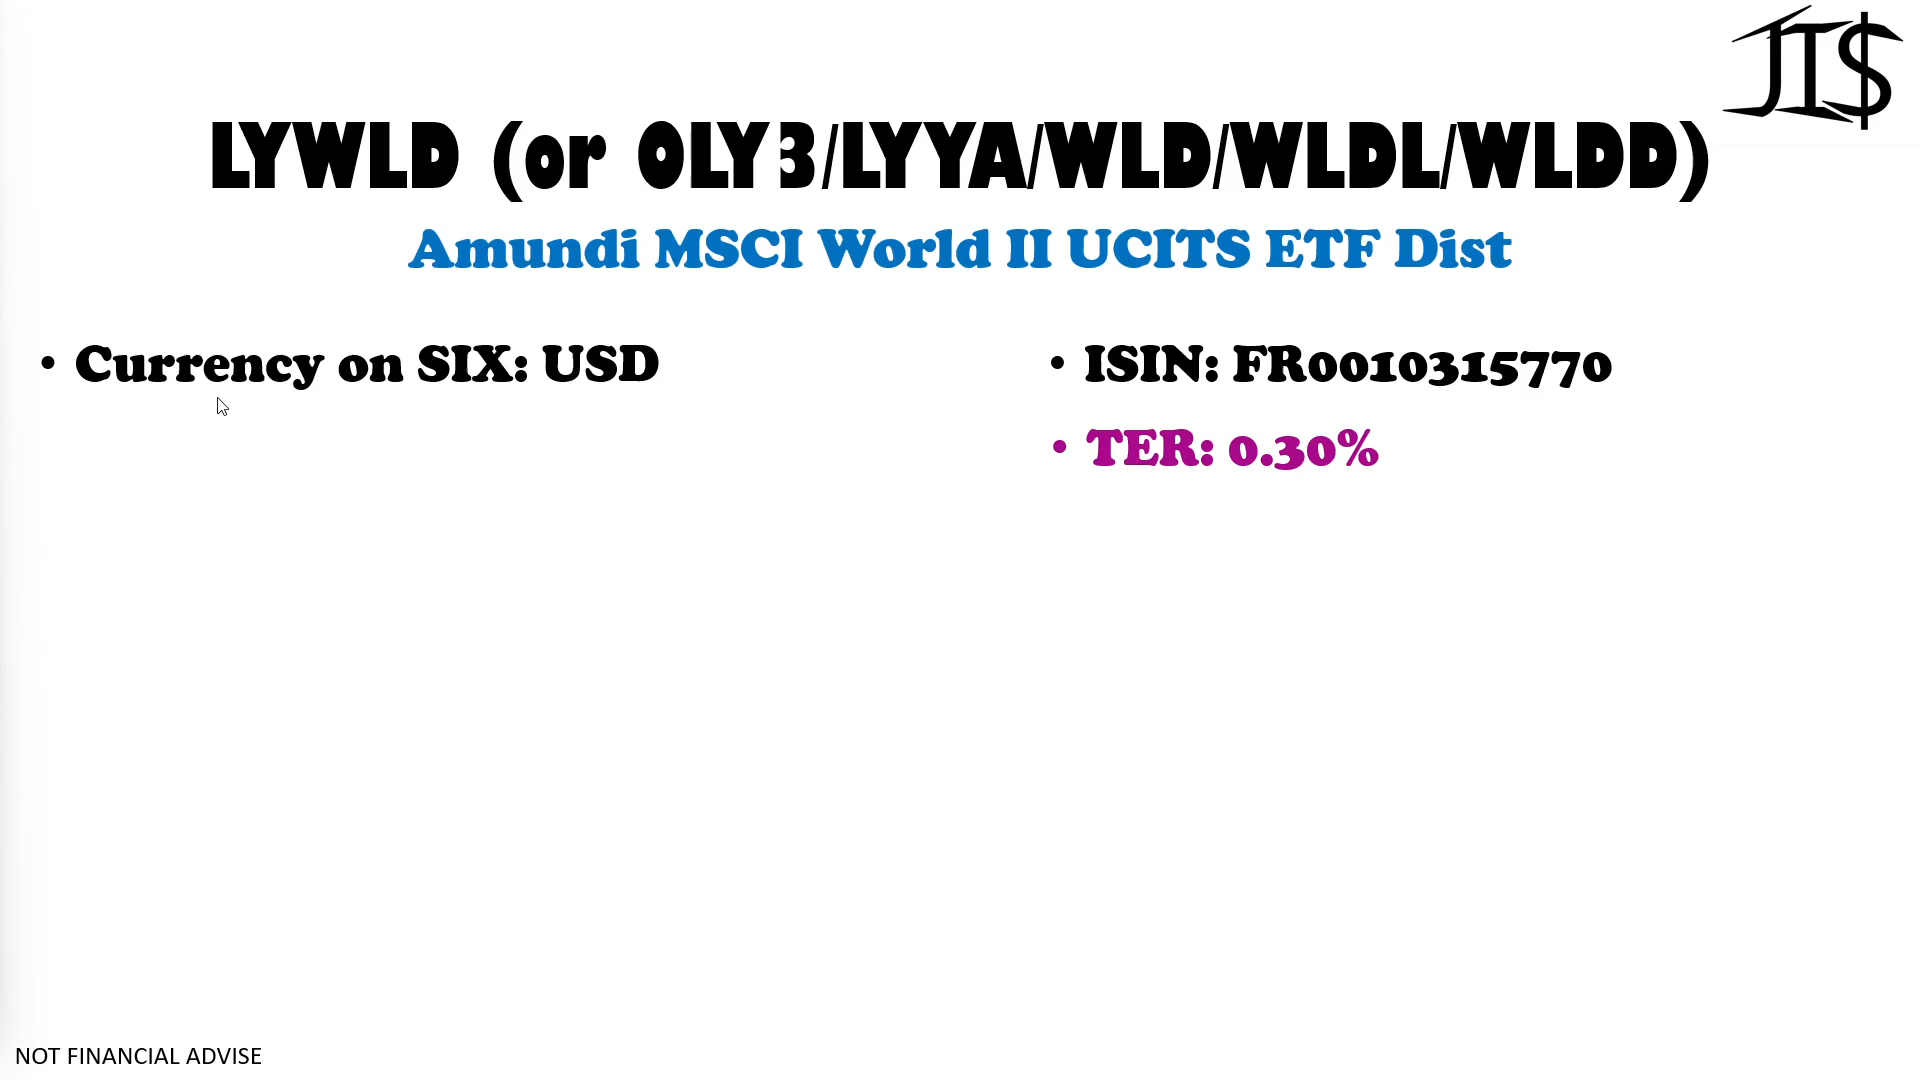 JI$
LYWLD (or OLY3/LYYA/WLD/WLDL/WLDD)
Amundi MSCI World II UCITS ETF Dist
• Currency on SIX: USD
• ISIN: FR0010315770
• TER: 0.30%
NOT FINANCIAL ADVISE